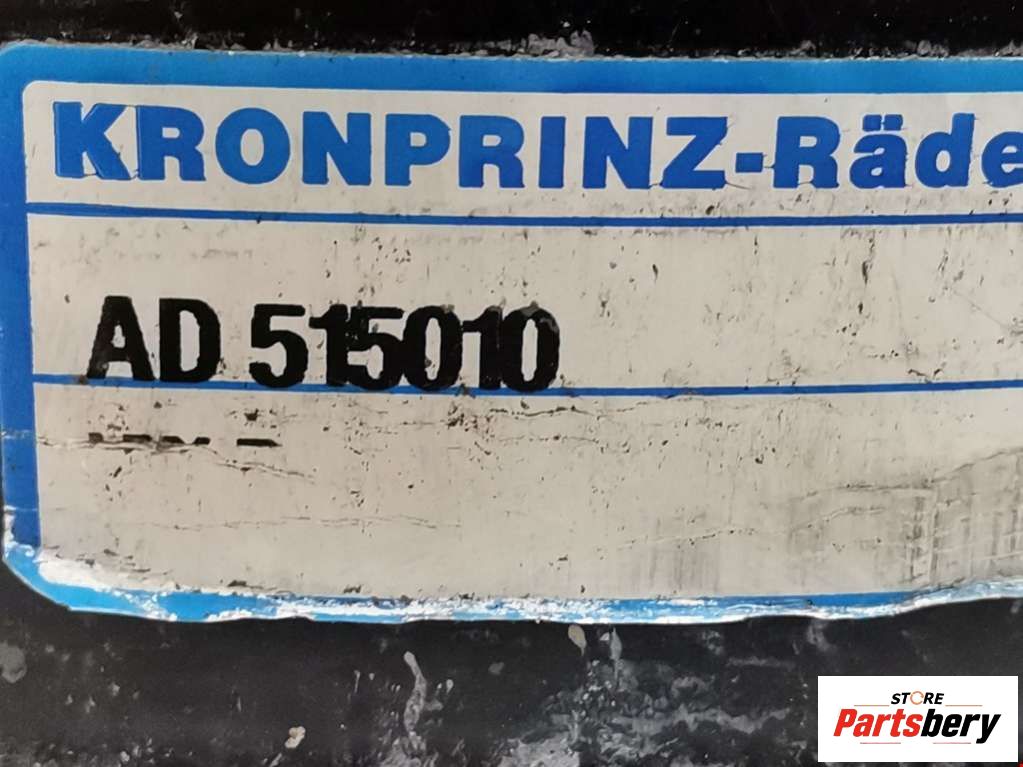 KRONPRINZ-Räde
AD 515010
STORE
Partsbery